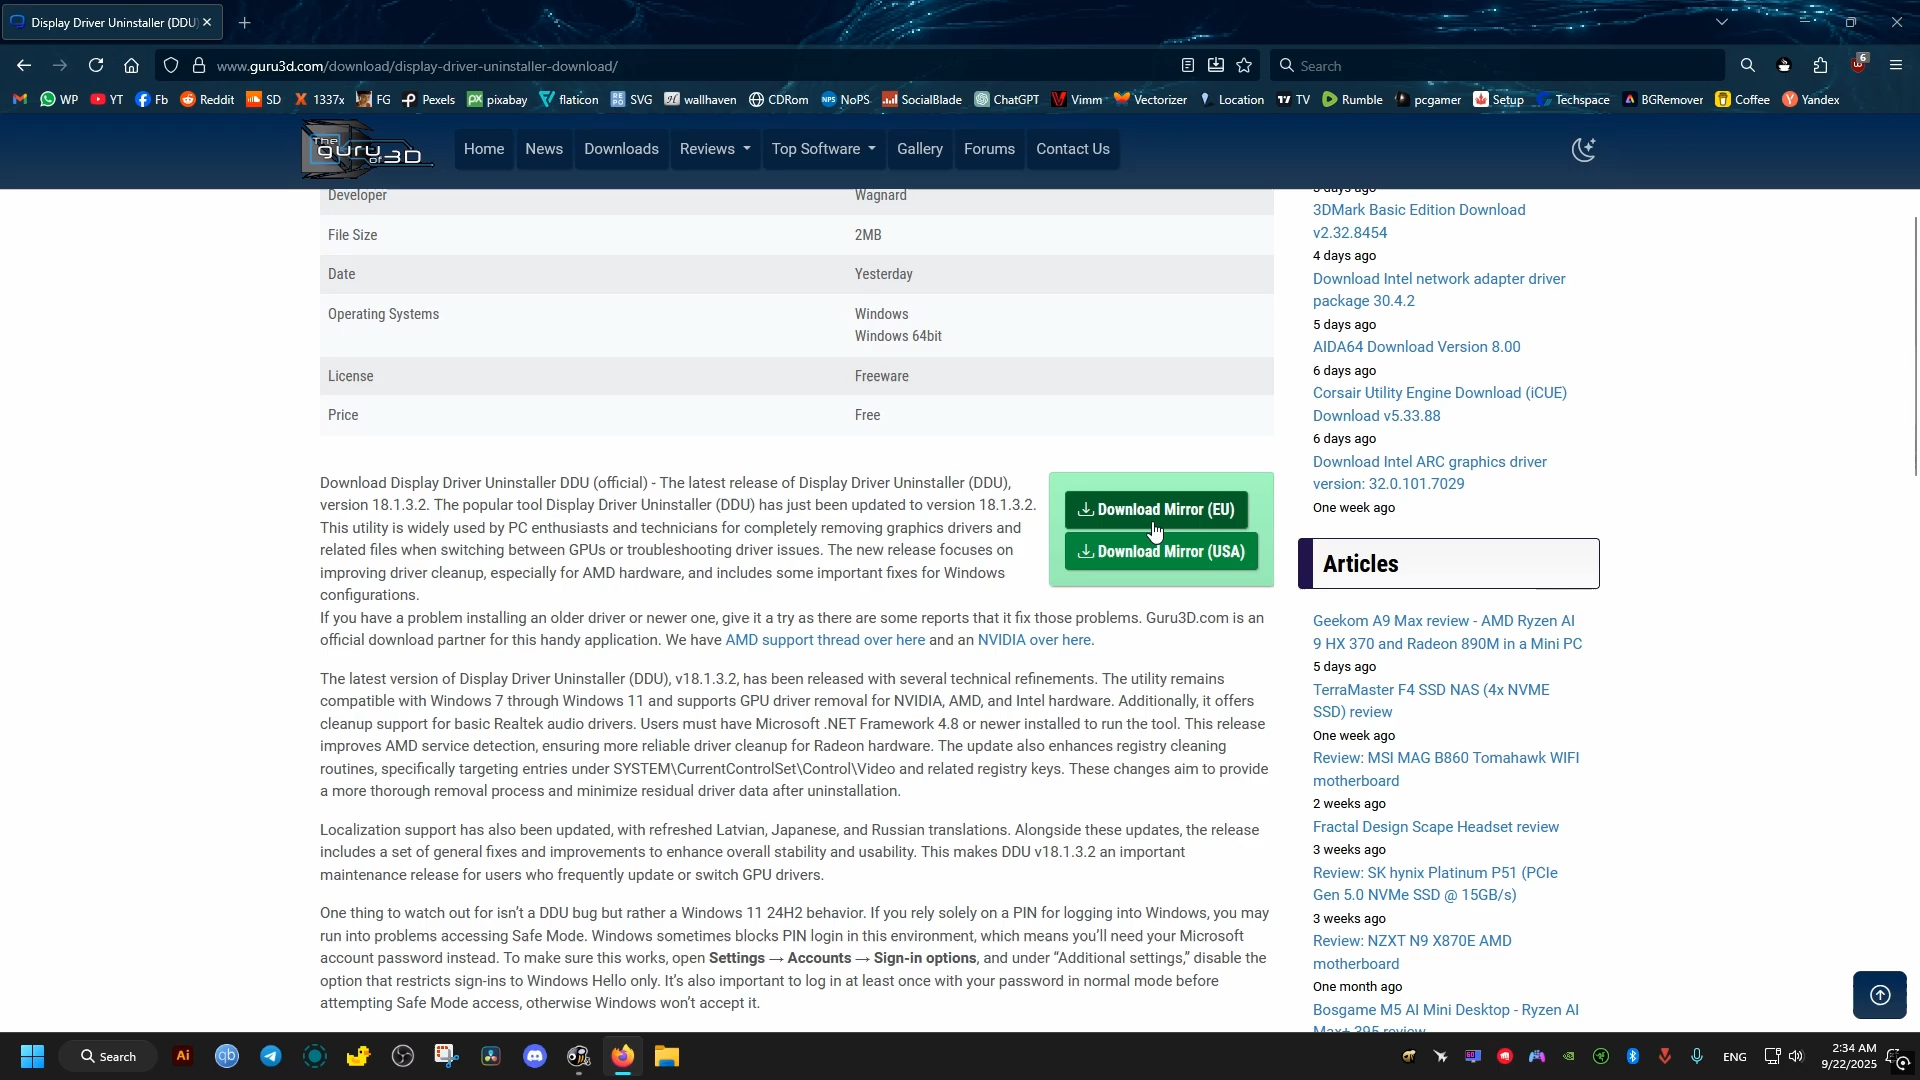 Display Driver Uninstaller (DDU)
www.guru3d.com/download/display-driver-uninstaller-download/
Search
6
WP
YT
Fb
Reddit
SD
1337x
FG
Pexels
pixabay
flaticon
SVG
wallhaven
CDRom
NoPS
SocialBlade
ChatGPT
Vimm
Vectorizer
Location
TV
Rumble
pcgamer
Setup
Techspace
BGRemover
Coffee
Yandex
The guru of 3D
Home
News
Downloads
Reviews
Top Software
Gallery
Forums
Contact Us
Developer
Wagnard
File Size
2MB
Date
Yesterday
Operating Systems
Windows
Windows 64bit
License
Freeware
Price
Free
Download Display Driver Uninstaller DDU (official) - The latest release of Display Driver Uninstaller (DDU),
version 18.1.3.2. The popular tool Display Driver Uninstaller (DDU) has just been updated to version 18.1.3.2.
This utility is widely used by PC enthusiasts and technicians for completely removing graphics drivers and
related files when switching between GPUs or troubleshooting driver issues. The new release focuses on
improving driver cleanup, especially for AMD hardware, and includes some important fixes for Windows
configurations.
If you have a problem installing an older driver or newer one, give it a try as there are some reports that it fix those problems. Guru3D.com is an
official download partner for this handy application. We have AMD support thread over here and an NVIDIA over here.
Download Mirror (EU)
Download Mirror (USA)
The latest version of Display Driver Uninstaller (DDU), v18.1.3.2, has been released with several technical refinements. The utility remains
compatible with Windows 7 through Windows 11 and supports GPU driver removal for NVIDIA, AMD, and Intel hardware. Additionally, it offers
cleanup support for basic Realtek audio drivers. Users must have Microsoft .NET Framework 4.8 or newer installed to run the tool. This release
improves AMD service detection, ensuring more reliable driver cleanup for Radeon hardware. The update also enhances registry cleaning
routines, specifically targeting entries under SYSTEM\CurrentControlSet\Control\Video and related registry keys. These changes aim to provide
a more thorough removal process and minimize residual driver data after uninstallation.
Localization support has also been updated, with refreshed Latvian, Japanese, and Russian translations. Alongside these updates, the release
includes a set of general fixes and improvements to enhance overall stability and usability. This makes DDU v18.1.3.2 an important
maintenance release for users who frequently update or switch GPU drivers.
One thing to watch out for isn't a DDU bug but rather a Windows 11 24H2 behavior. If you rely solely on a PIN for logging into Windows, you may
run into problems accessing Safe Mode. Windows sometimes blocks PIN login in this environment, which means you'll need your Microsoft
account password instead. To make sure this works, open Settings → Accounts → Sign-in options, and under “Additional settings,” disable the
option that restricts sign-ins to Windows Hello only. It's also important to log in at least once with your password in normal mode before
attempting Safe Mode access, otherwise Windows won't accept it.
3DMark Basic Edition Download
v2.32.8454
4 days ago
Download Intel network adapter driver
package 30.4.2
5 days ago
AIDA64 Download Version 8.00
6 days ago
Corsair Utility Engine Download (iCUE)
Download v5.33.88
6 days ago
Download Intel ARC graphics driver
version: 32.0.101.7029
One week ago
Articles
Geekom A9 Max review - AMD Ryzen AI
9 HX 370 and Radeon 890M in a Mini PC
5 days ago
TerraMaster F4 SSD NAS (4x NVME
SSD) review
One week ago
Review: MSI MAG B860 Tomahawk WIFI
motherboard
2 weeks ago
Fractal Design Scape Headset review
3 weeks ago
Review: SK hynix Platinum P51 (PCIe
Gen 5.0 NVMe SSD @ 15GB/s)
3 weeks ago
Review: NZXT N9 X870E AMD
motherboard
One month ago
Bosgame M5 AI Mini Desktop - Ryzen AI
Max+ 395 review
Search
Ai
qb
ENG
2:34 AM
9/22/2025